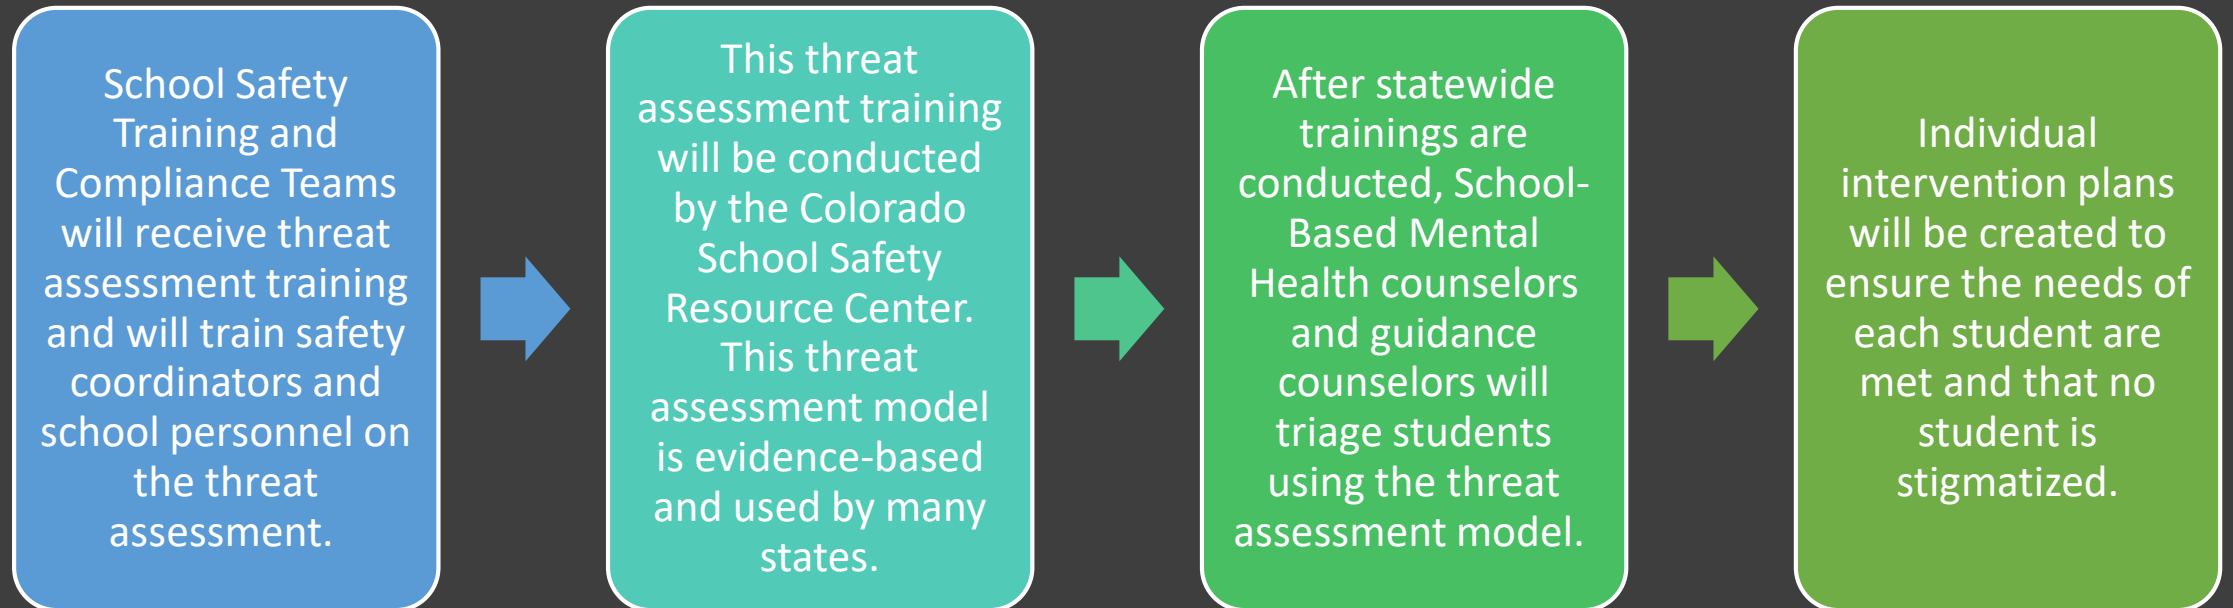 School Safety
Training and
Compliance Teams
will receive threat
assessment training
and will train safety
coordinators and
school personnel on
the threat
assessment.
This threat
assessment training
will be conducted
by the Colorado
School Safety
Resource Center.
This threat
assessment model
is evidence-based
and used by many
states.
After statewide
trainings are
conducted, School-
Based Mental
Health counselors
and guidance
counselors will
triage students
using the threat
assessment model.
Individual
intervention plans
will be created to
ensure the needs of
each student are
met and that no
student is
stigmatized.